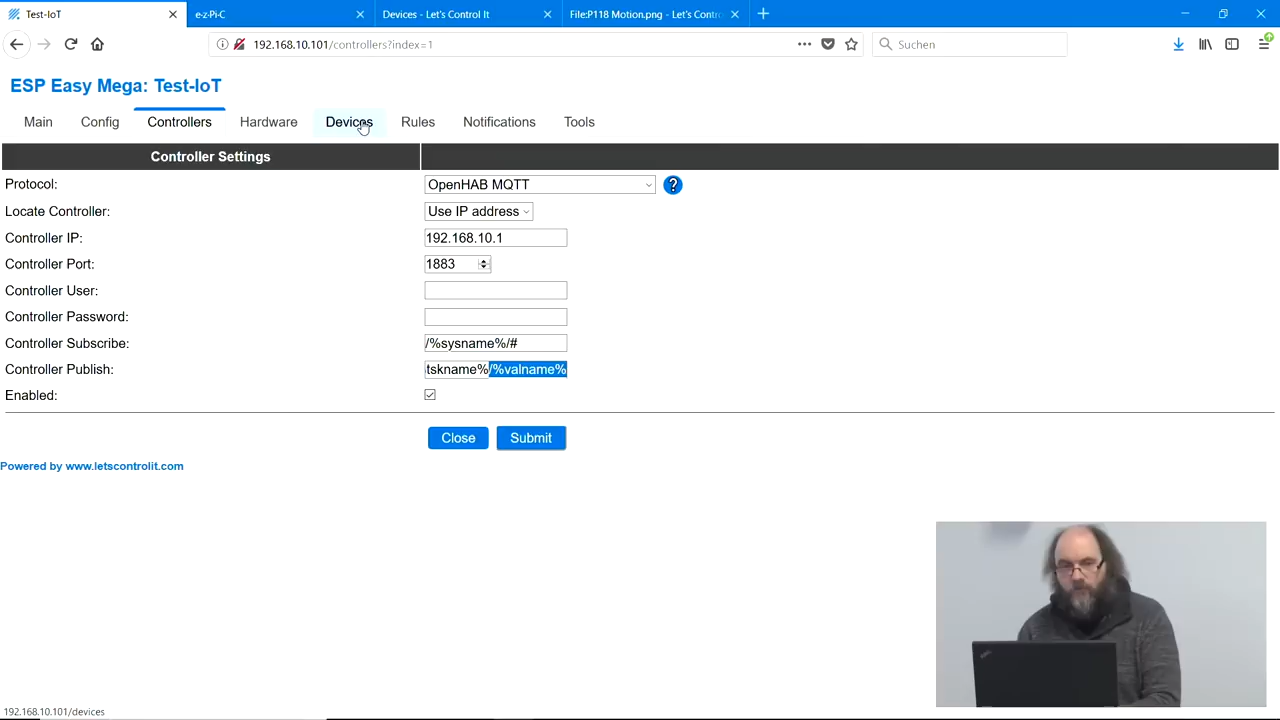 Test-IoT
e-z-Pi-C
Devices - Let's Control It
File:P118 Motion.png - Let's Contr
192.168.10.101/controllers?index=1
Suchen
ESP Easy Mega: Test-IoT
Main
Config
Controllers
Hardware
Devices
Rules
Notifications
Tools
Controller Settings
Protocol:
OpenHAB MQTT
?
Locate Controller:
Use IP address
Controller IP:
192.168.10.1
Controller Port:
1883
Controller User:
Controller Password:
Controller Subscribe:
/%sysname%/#
Controller Publish:
tskname%/%valname%
Enabled:
Close
Submit
Powered by www.letscontrolit.com
192.168.10.101/devices